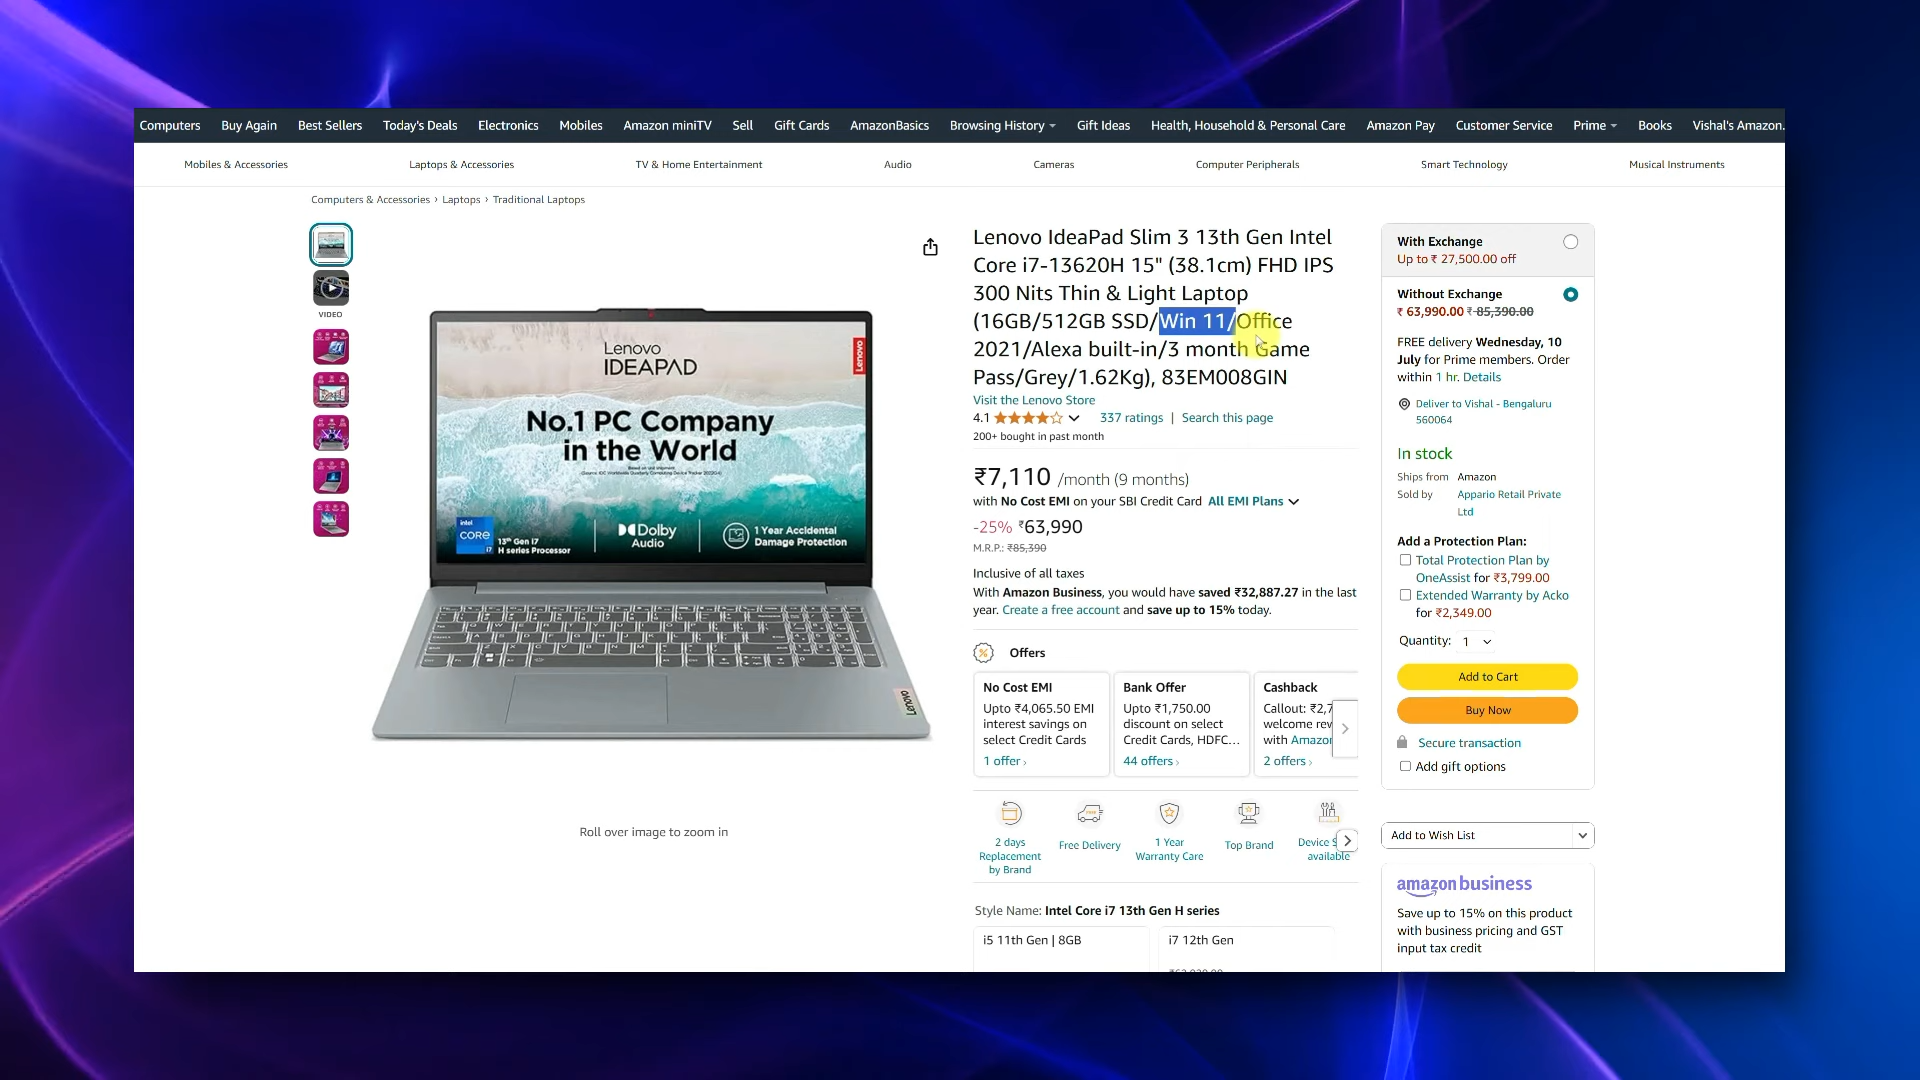 Computers Buy Again Best Sellers Today's Deals Electronics Mobiles Amazon miniTV Sell Gift Cards AmazonBasics Browsing History Gift Ideas Health, Household & Personal Care Amazon Pay Customer Service Prime Books Vishal's Amazon.
Mobiles & Accessories Laptops & Accessories TV & Home Entertainment Audio Cameras Computer Peripherals Smart Technology Musical Instruments
Computers & Accessories › Laptops › Traditional Laptops
VIDEO
Lenovo
IDEAPAD
Lenovo
No.1 PC Company
in the World
intel
CORE
i7
13th Gen i7
H series Processor
Dolby
Audio
1 Year Accidental
Damage Protection
Lenovo
Roll over image to zoom in
Lenovo IdeaPad Slim 3 13th Gen Intel
Core i7-13620H 15" (38.1cm) FHD IPS
300 Nits Thin & Light Laptop
(16GB/512GB SSD/Win 11/Office
2021/Alexa built-in/3 month Game
Pass/Grey/1.62Kg), 83EM008GIN
Visit the Lenovo Store
4.1 337 ratings | Search this page
200+ bought in past month
₹7,110 /month (9 months)
with No Cost EMI on your SBI Credit Card All EMI Plans
-25% ₹63,990
M.R.P.: ₹85,390
Inclusive of all taxes
With Amazon Business, you would have saved ₹32,887.27 in the last
year. Create a free account and save up to 15% today.
Offers
No Cost EMI
Upto ₹4,065.50 EMI
interest savings on
select Credit Cards
1 offer ›
Bank Offer
Upto ₹1,750.00
discount on select
Credit Cards, HDFC...
44 offers ›
Cashback
Callout: ₹2,7
welcome rev
with Amazon
2 offers ›
2 days
Replacement
by Brand
Free Delivery
1 Year
Warranty Care
Top Brand
Device S
available
Style Name: Intel Core i7 13th Gen H series
i5 11th Gen | 8GB
i7 12th Gen
With Exchange
Up to ₹ 27,500.00 off
Without Exchange
₹ 63,990.00 ₹ 85,390.00
FREE delivery Wednesday, 10
July for Prime members. Order
within 1 hr. Details
Deliver to Vishal - Bengaluru
560064
In stock
Ships from Amazon
Sold by Appario Retail Private
Ltd
Add a Protection Plan:
Total Protection Plan by
OneAssist for ₹3,799.00
Extended Warranty by Acko
for ₹2,349.00
Quantity: 1
Add to Cart
Buy Now
Secure transaction
Add gift options
Add to Wish List
amazon business
Save up to 15% on this product
with business pricing and GST
input tax credit